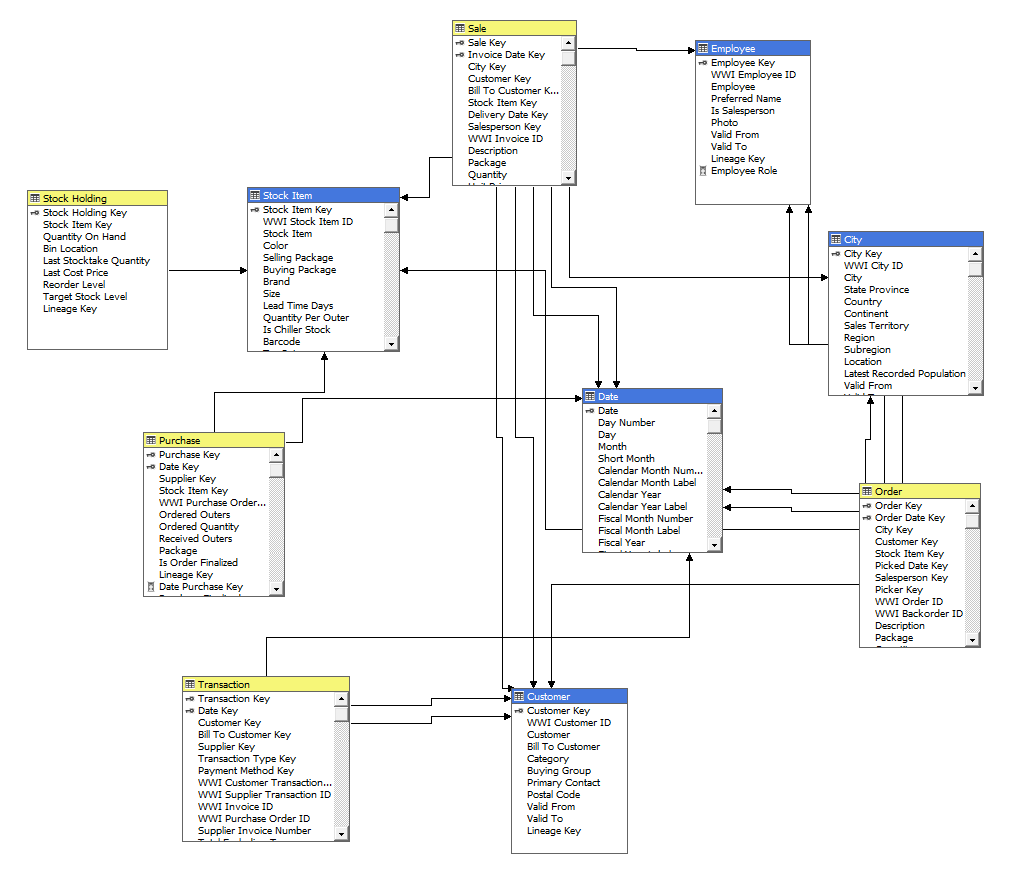 Sale
Sale Key
Invoice Date Key
City Key
Customer Key
Bill To Customer K...
Stock Item Key
Delivery Date Key
Salesperson Key
WWI Invoice ID
Description
Package
Quantity
Employee
Employee Key
WWI Employee ID
Employee
Preferred Name
Is Salesperson
Photo
Valid From
Valid To
Lineage Key
Employee Role
Stock Holding
Stock Holding Key
Stock Item Key
Quantity On Hand
Bin Location
Last Stocktake Quantity
Last Cost Price
Reorder Level
Target Stock Level
Lineage Key
Stock Item
Stock Item Key
WWI Stock Item ID
Stock Item
Color
Selling Package
Buying Package
Brand
Size
Lead Time Days
Quantity Per Outer
Is Chiller Stock
Barcode
City
City Key
WWI City ID
City
State Province
Country
Continent
Sales Territory
Region
Subregion
Location
Latest Recorded Population
Valid From
Date
Date
Day Number
Day
Month
Short Month
Calendar Month Num...
Calendar Month Label
Calendar Year
Calendar Year Label
Fiscal Month Number
Fiscal Month Label
Fiscal Year
Purchase
Purchase Key
Date Key
Supplier Key
Stock Item Key
WWI Purchase Order...
Ordered Outers
Ordered Quantity
Received Outers
Package
Is Order Finalized
Lineage Key
Date Purchase Key
Order
Order Key
Order Date Key
City Key
Customer Key
Stock Item Key
Picked Date Key
Salesperson Key
Picker Key
WWI Order ID
WWI Backorder ID
Description
Package
Transaction
Transaction Key
Date Key
Customer Key
Bill To Customer Key
Supplier Key
Transaction Type Key
Payment Method Key
WWI Customer Transaction...
WWI Supplier Transaction ID
WWI Invoice ID
WWI Purchase Order ID
Supplier Invoice Number
Customer
Customer Key
WWI Customer ID
Customer
Bill To Customer
Category
Buying Group
Primary Contact
Postal Code
Valid From
Valid To
Lineage Key